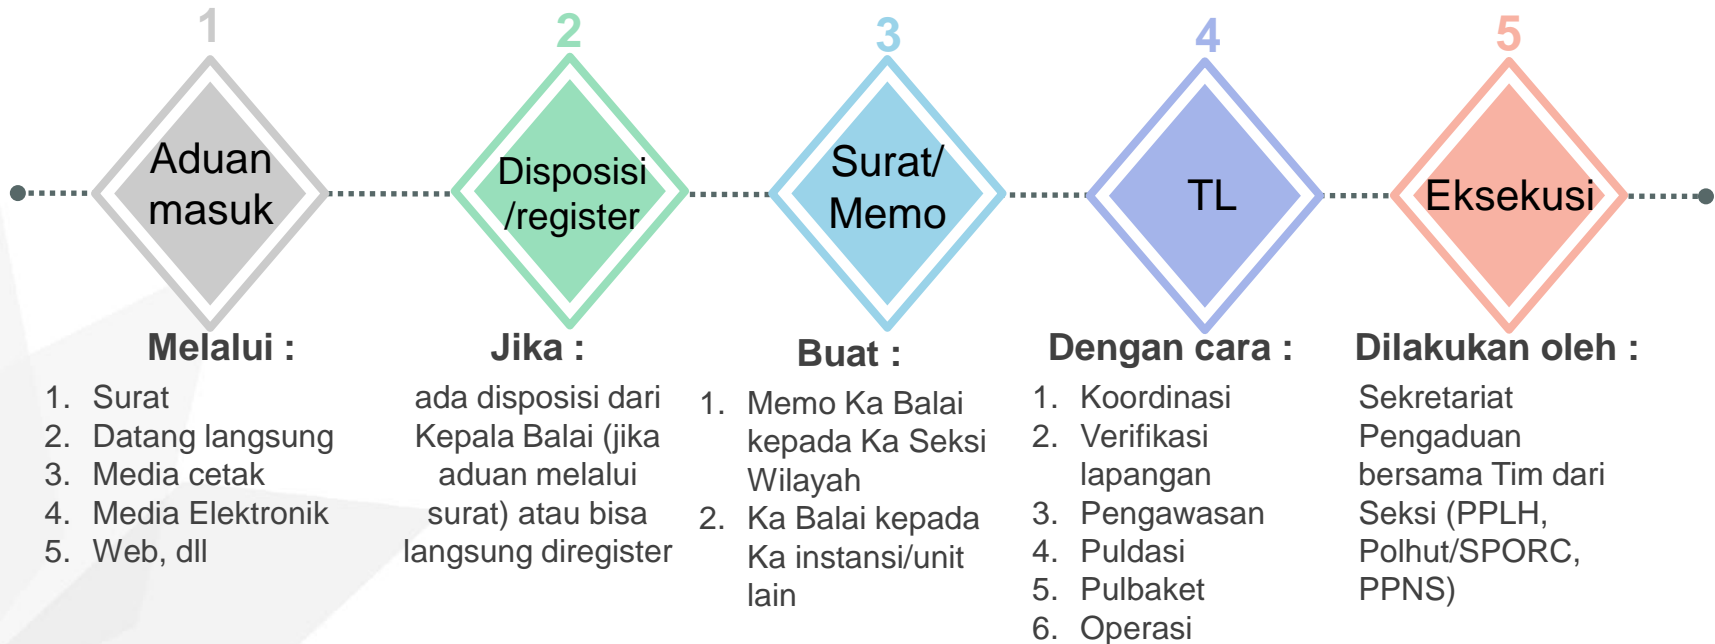 1
Aduan
masuk
Melalui :
1. Surat
2. Datang langsung
3. Media cetak
4. Media Elektronik
5. Web, dll
2
Disposisi
/register
Jika :
ada disposisi dari
Kepala Balai (jika
aduan melalui
surat) atau bisa
langsung diregister
3
Surat/
Memo
Buat :
1. Memo Ka Balai
kepada Ka Seksi
Wilayah
2. Ka Balai kepada
Ka instansi/unit
lain
4
TL
Dengan cara :
1. Koordinasi
2. Verifikasi
lapangan
3. Pengawasan
4. Puldasi
5. Pulbaket
6. Operasi
5
Eksekusi
Dilakukan oleh :
Sekretariat
Pengaduan
bersama Tim dari
Seksi (PPLH,
Polhut/SPORC,
PPNS)